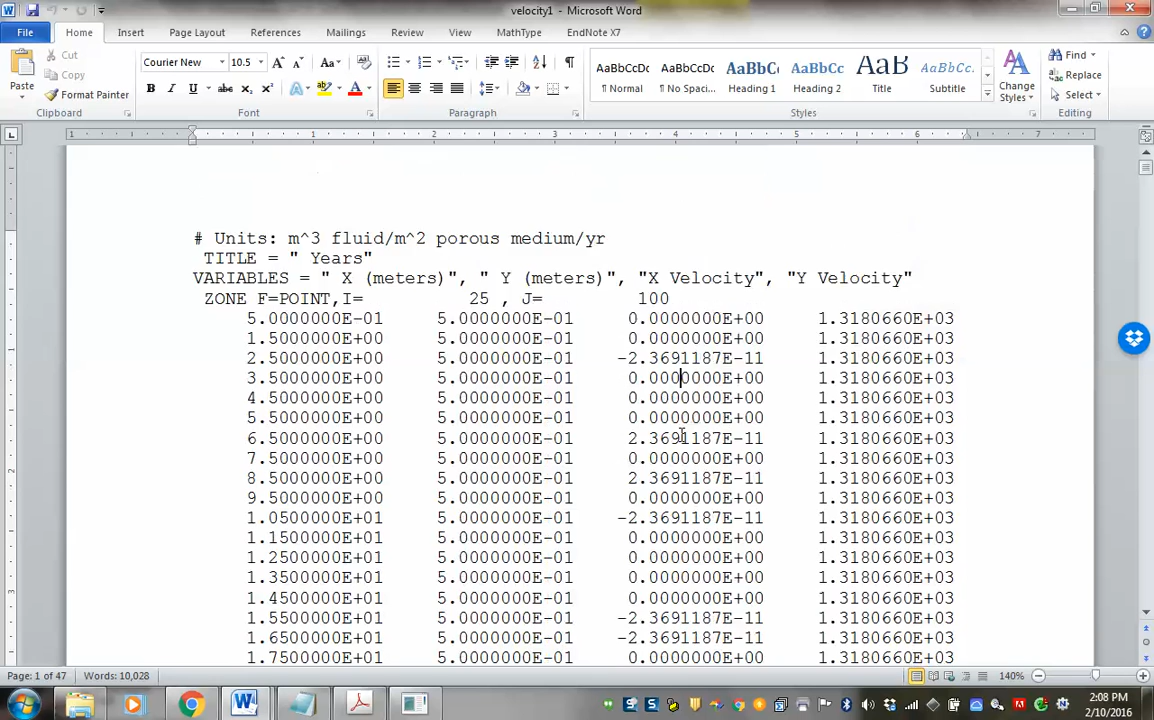 velocity1 - Microsoft Word
File Home Insert Page Layout References Mailings Review View MathType EndNote X7
Paste
Cut
Copy
Format Painter
Clipboard
Courier New 10.5
Font
Paragraph
AaBbCcDc AaBbCcDc AaBbCc AaBbCc AaB AaBbCc.
¶ Normal ¶ No Spaci... Heading 1 Heading 2 Title Subtitle
Change Styles
Styles
Find
Replace
Select
Editing
1 1 2 3 4 5 6 7
# Units: m^3 fluid/m^2 porous medium/yr
TITLE = " Years"
VARIABLES = " X (meters)", " Y (meters)", "X Velocity", "Y Velocity"
ZONE F=POINT,I= 25 , J= 100
5.0000000E-01 5.0000000E-01 0.0000000E+00 1.3180660E+03
1.5000000E+00 5.0000000E-01 0.0000000E+00 1.3180660E+03
2.5000000E+00 5.0000000E-01 -2.3691187E-11 1.3180660E+03
3.5000000E+00 5.0000000E-01 0.0000000E+00 1.3180660E+03
4.5000000E+00 5.0000000E-01 0.0000000E+00 1.3180660E+03
5.5000000E+00 5.0000000E-01 0.0000000E+00 1.3180660E+03
6.5000000E+00 5.0000000E-01 2.3691187E-11 1.3180660E+03
7.5000000E+00 5.0000000E-01 0.0000000E+00 1.3180660E+03
8.5000000E+00 5.0000000E-01 2.3691187E-11 1.3180660E+03
9.5000000E+00 5.0000000E-01 0.0000000E+00 1.3180660E+03
1.0500000E+01 5.0000000E-01 -2.3691187E-11 1.3180660E+03
1.1500000E+01 5.0000000E-01 0.0000000E+00 1.3180660E+03
1.2500000E+01 5.0000000E-01 0.0000000E+00 1.3180660E+03
1.3500000E+01 5.0000000E-01 0.0000000E+00 1.3180660E+03
1.4500000E+01 5.0000000E-01 0.0000000E+00 1.3180660E+03
1.5500000E+01 5.0000000E-01 -2.3691187E-11 1.3180660E+03
1.6500000E+01 5.0000000E-01 -2.3691187E-11 1.3180660E+03
1.7500000E+01 5.0000000E-01 0.0000000E+00 1.3180660E+03
Page: 1 of 47 Words: 10,028 140%
2:08 PM
2/10/2016